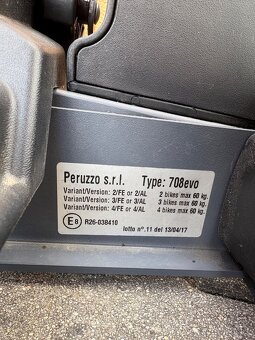 Peruzzo s.r.l. Type: 708evo
Variant/Version: 2/FE or 2/AL 2 bikes max 60 kg.
Variant/Version: 3/FE or 3/AL 3 bikes max 60 kg.
Variant/Version: 4/FE or 4/AL 4 bikes max 60 kg.
E8 R26-038410
lotto n°.11 del 13/04/17